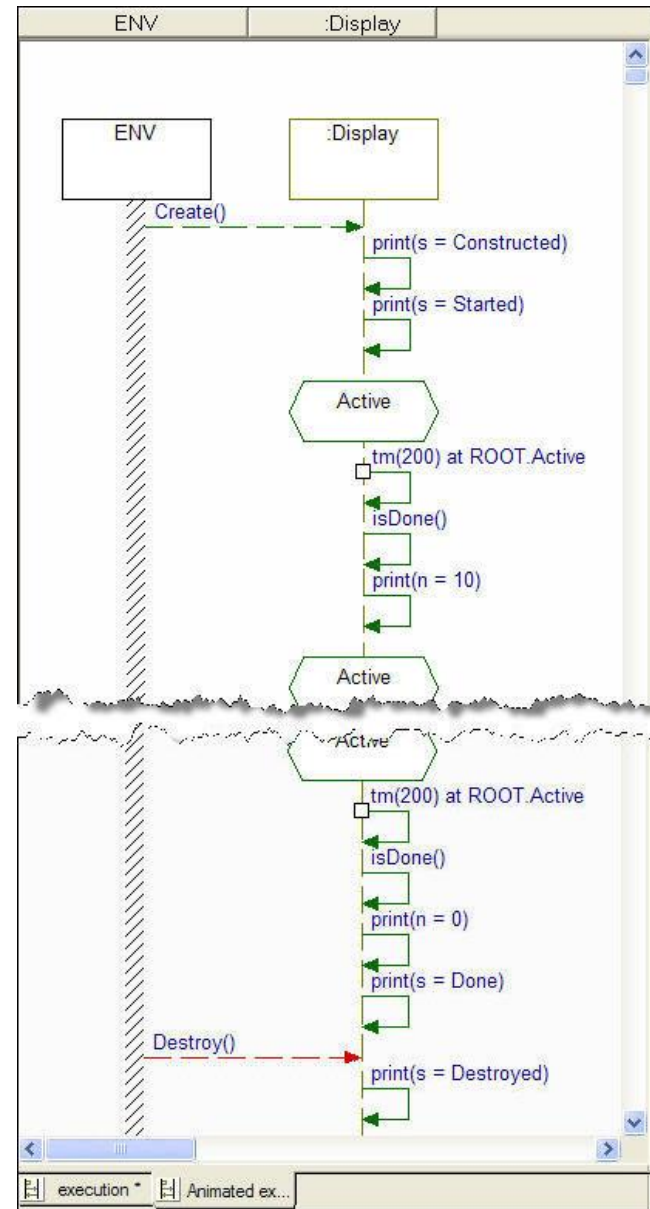 ENV :Display
ENV :Display
Create()
print(s = Constructed)
print(s = Started)
Active
tm(200) at ROOT.Active
isDone()
print(n = 10)
Active
Active
tm(200) at ROOT.Active
isDone()
print(n = 0)
print(s = Done)
Destroy()
print(s = Destroyed)
execution * Animated ex...